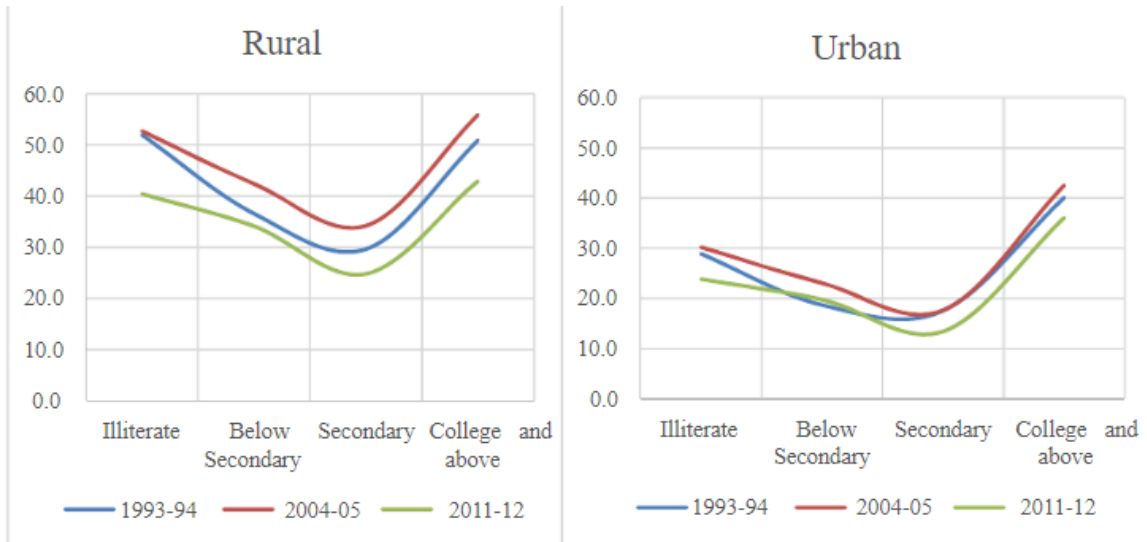 Rural
60.0
50.0
40.0
30.0
20.0
10.0
0.0
Illiterate Below Secondary College and
Secondary above
1993-94 2004-05 2011-12
Urban
60.0
50.0
40.0
30.0
20.0
10.0
0.0
Illiterate Below Secondary College and
Secondary above
1993-94 2004-05 2011-12